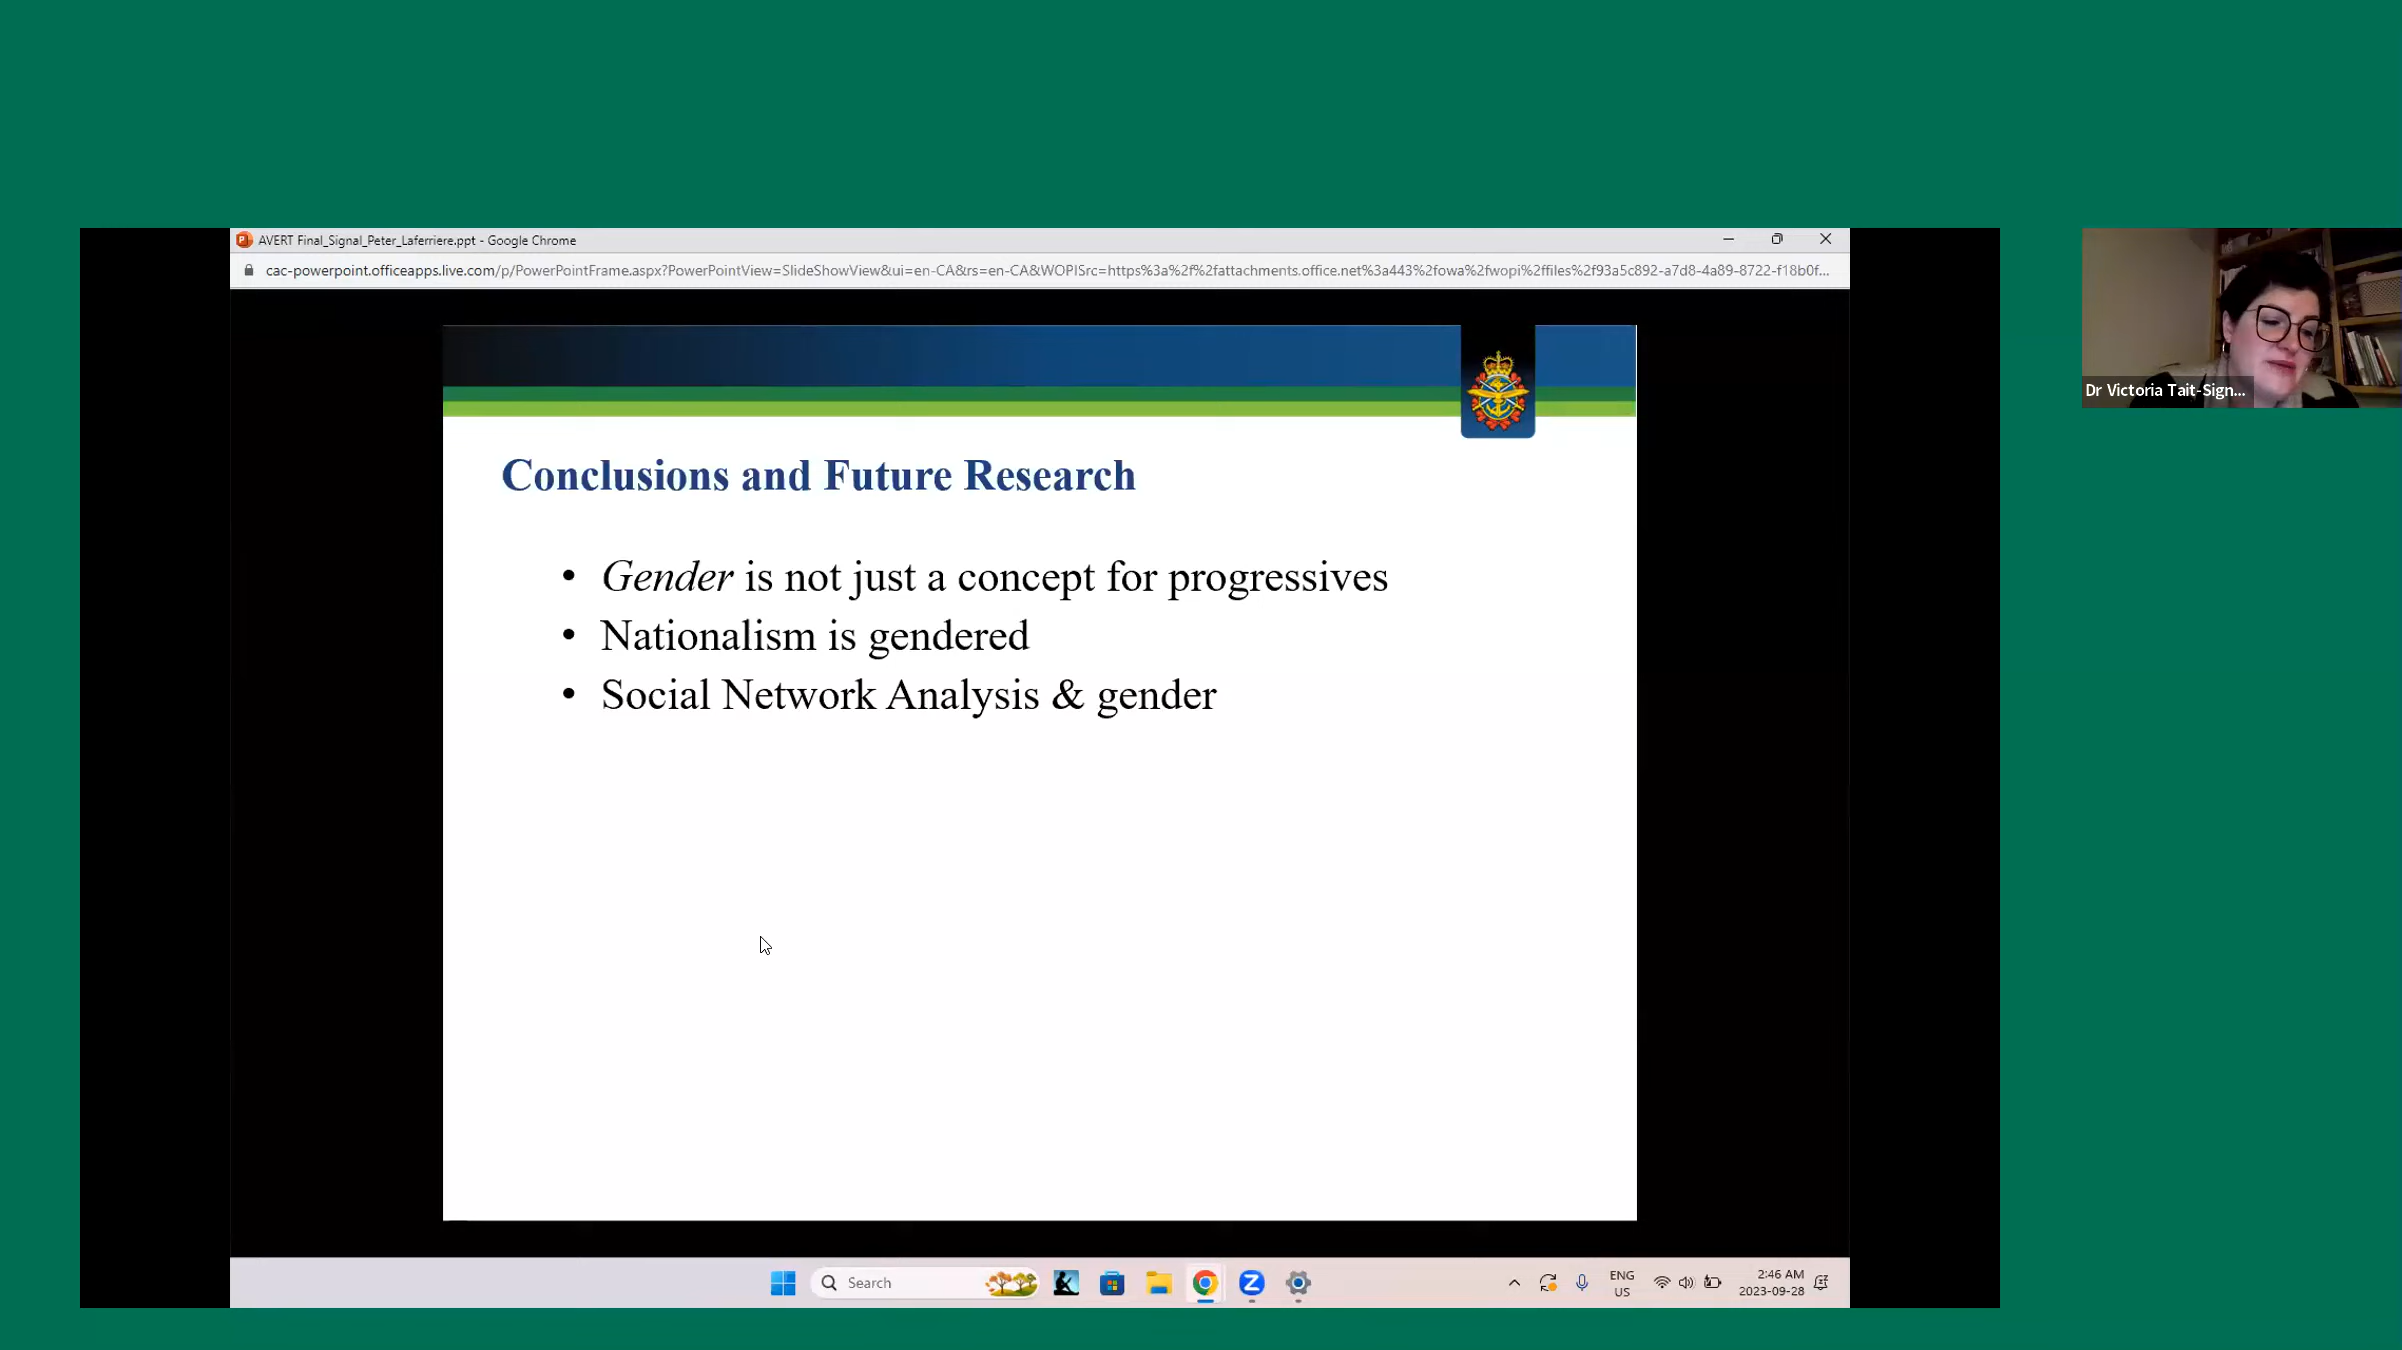 AVERT Final_Signal_Peter_Laferriere.ppt - Google Chrome
cac-powerpoint.officeapps.live.com/p/PowerPointFrame.aspx?PowerPointView=SlideShowView&ui=en-CA&rs=en-CA&WOPISrc=https%3a%2f%2fattachments.office.net%3a443%2fowa%2fwopi%2ffiles%2f93a5c892-a7d8-4a89-8722-f18b0f...
Dr Victoria Tait-Sign...
Conclusions and Future Research
• Gender is not just a concept for progressives
• Nationalism is gendered
• Social Network Analysis & gender
Search
ENG
US
2:46 AM
2023-09-28